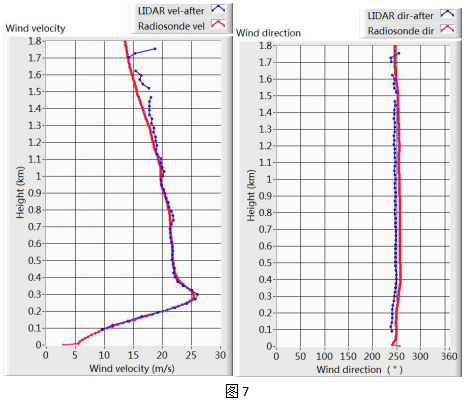 LIDAR vel-after
Radiosonde vel
Wind velocity
1.8
1.7
1.6
1.5
1.4
1.3
1.2
1.1
1
0.9
0.8
0.7
0.6
0.5
0.4
0.3
0.2
0.1
0
Height (km)
0 5 10 15 20 25 30
Wind velocity (m/s)
LIDAR dir-after
Radiosonde dir
Wind direction
1.8
1.7
1.6
1.5
1.4
1.3
1.2
1.1
1
0.9
0.8
0.7
0.6
0.5
0.4
0.3
0.2
0.1
0
Height (km)
0 50 100 150 200 250 300 360
Wind direction (°)
图 7